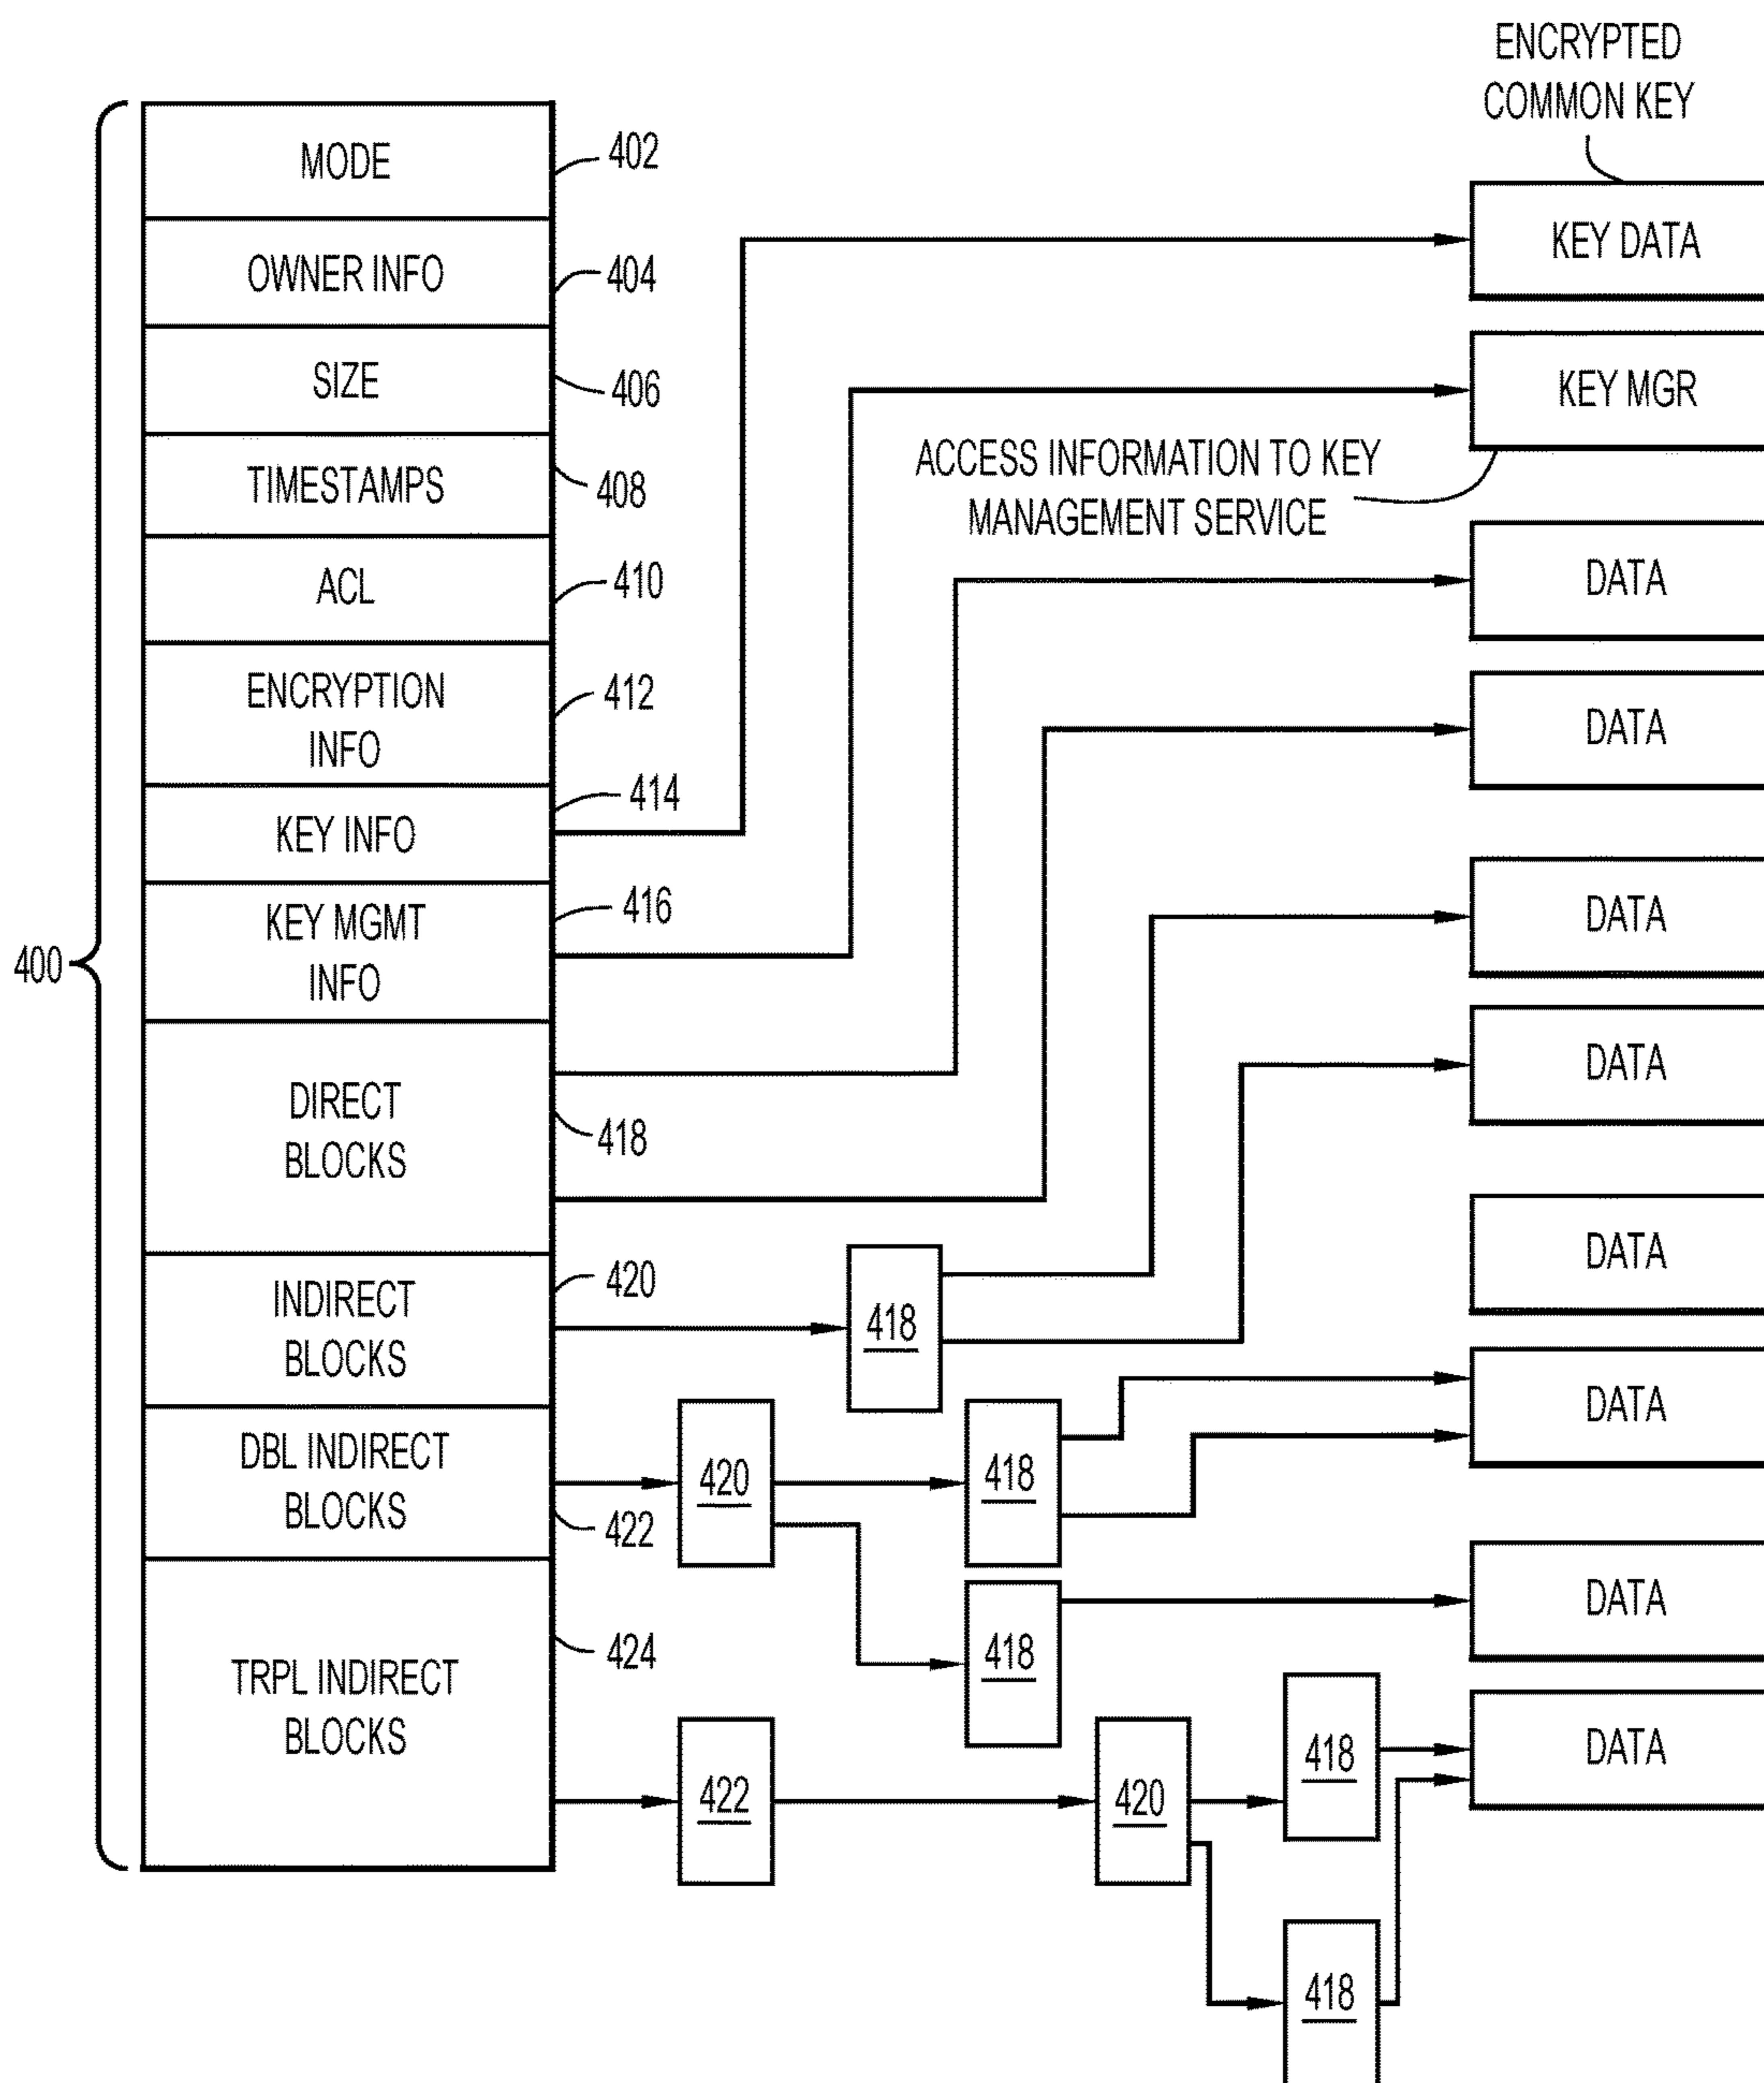 ENCRYPTED
COMMON KEY
MODE
402
OWNER INFO
404
SIZE
406
TIMESTAMPS
408
ACL
410
ENCRYPTION
INFO
412
KEY INFO
414
KEY MGMT
INFO
416
400
DIRECT
BLOCKS
418
INDIRECT
BLOCKS
420
DBL INDIRECT
BLOCKS
422
TRPL INDIRECT
BLOCKS
424
418
420
418
418
422
420
418
418
KEY DATA
KEY MGR
ACCESS INFORMATION TO KEY
MANAGEMENT SERVICE
DATA
DATA
DATA
DATA
DATA
DATA
DATA
DATA